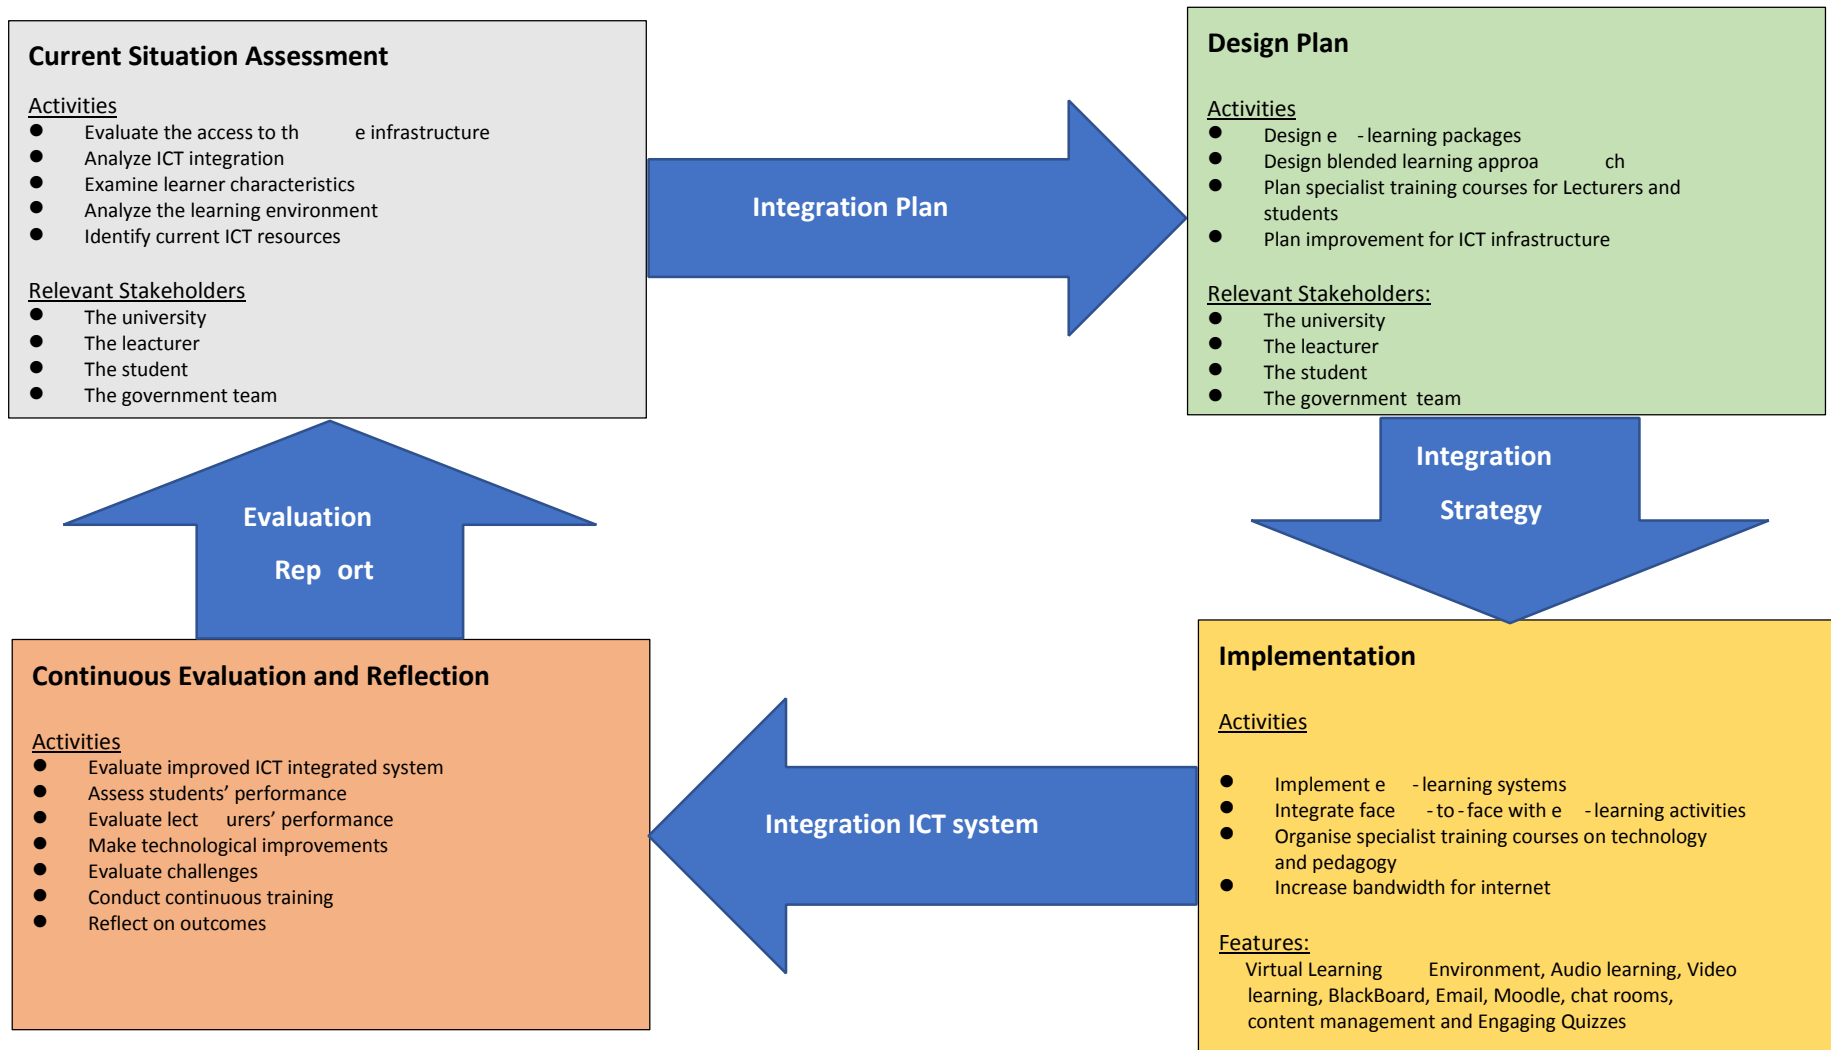 Current Situation Assessment
Activities
● Evaluate the access to th e infrastructure
● Analyze ICT integration
● Examine learner characteristics
● Analyze the learning environment
● Identify current ICT resources
Relevant Stakeholders
● The university
● The leacturer
● The student
● The government team
Integration Plan
Design Plan
Activities
● Design e -learning packages
● Design blended learning approa ch
● Plan specialist training courses for Lecturers and
students
● Plan improvement for ICT infrastructure
Relevant Stakeholders:
● The university
● The leacturer
● The student
● The government team
Integration
Strategy
Evaluation
Rep ort
Implementation
Activities
● Implement e -learning systems
● Integrate face -to-face with e -learning activities
● Organise specialist training courses on technology
and pedagogy
● Increase bandwidth for internet
Features:
Virtual Learning Environment, Audio learning, Video
learning, BlackBoard, Email, Moodle, chat rooms,
content management and Engaging Quizzes
Integration ICT system
Continuous Evaluation and Reflection
Activities
● Evaluate improved ICT integrated system
● Assess students’ performance
● Evaluate lect urers’ performance
● Make technological improvements
● Evaluate challenges
● Conduct continuous training
● Reflect on outcomes